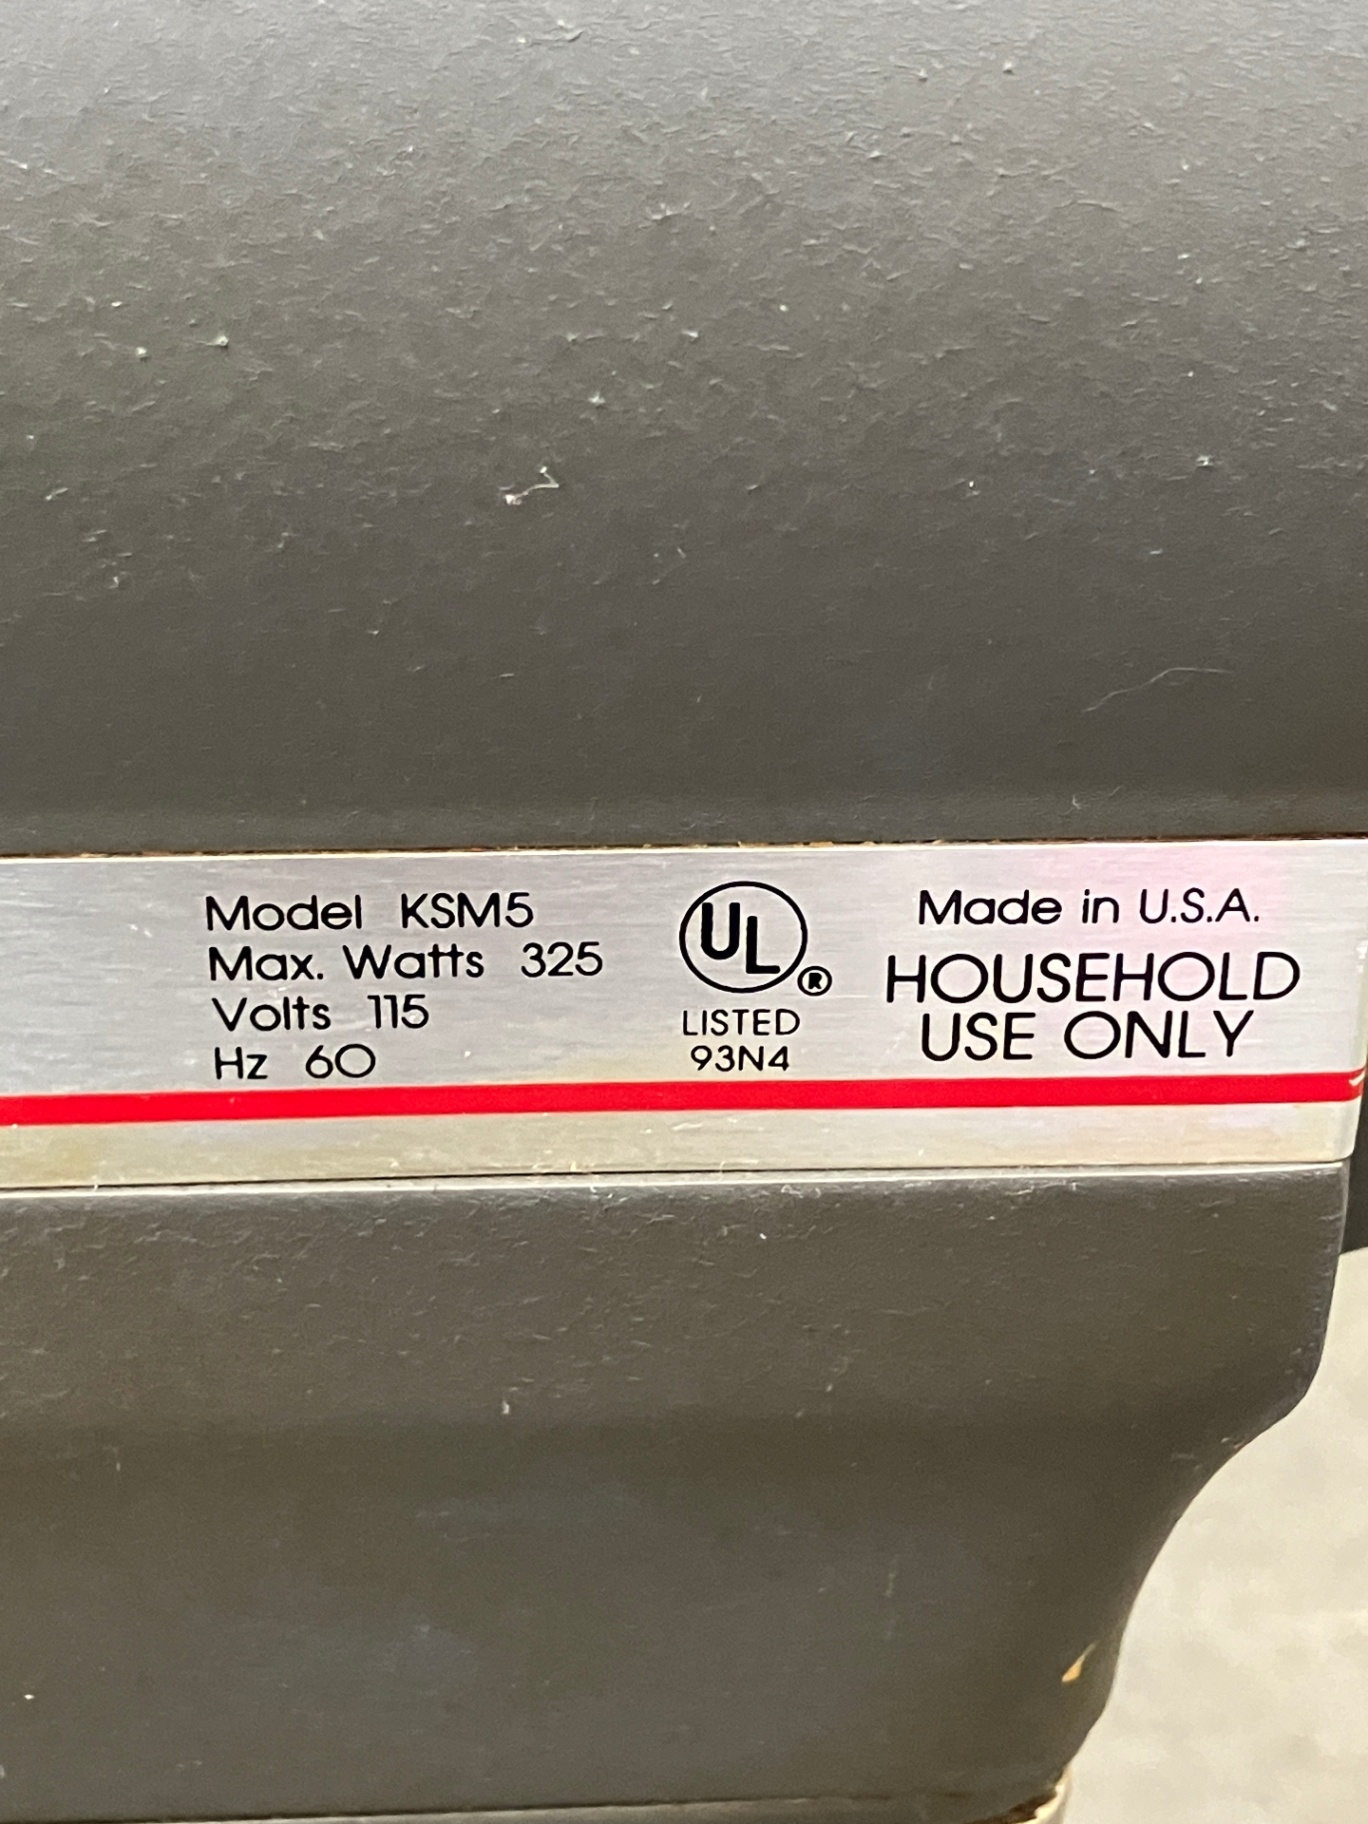 Model KSM5
Max. Watts 325
Volts 115
Hz 60
UL®
LISTED
93N4
Made in U.S.A.
HOUSEHOLD
USE ONLY